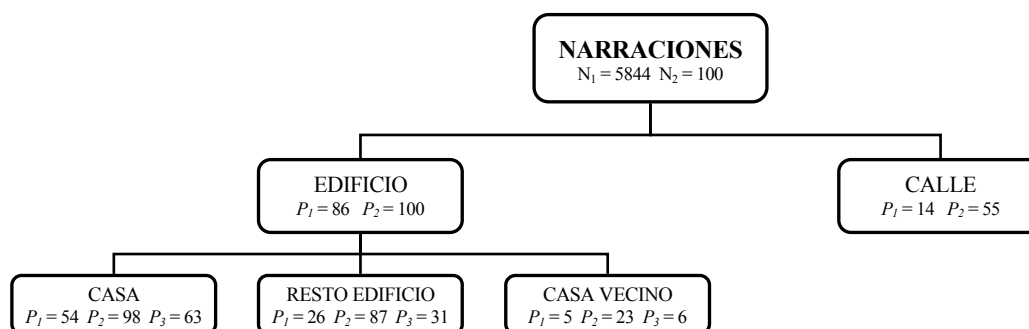 NARRACIONES
N₁ = 5844 N₂ = 100
EDIFICIO
P₁ = 86 P₂ = 100
CALLE
P₁ = 14 P₂ = 55
CASA
P₁ = 54 P₂ = 98 P₃ = 63
RESTO EDIFICIO
P₁ = 26 P₂ = 87 P₃ = 31
CASA VECINO
P₁ = 5 P₂ = 23 P₃ = 6